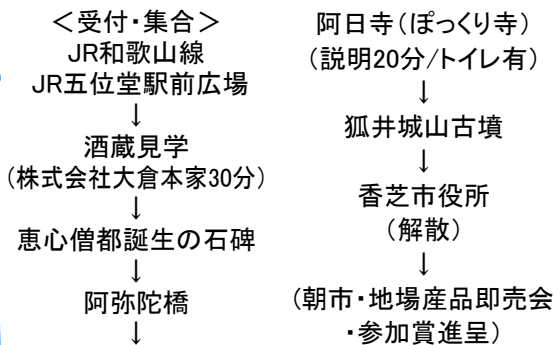 ＜受付・集合＞
JR和歌山線
JR五位堂駅前広場
↓
酒蔵見学
（株式会社大倉本家30分）
↓
恵心僧都誕生の石碑
↓
阿弥陀橋
↓
阿日寺（ぽっくり寺）
（説明20分/トイレ有）
↓
狐井城山古墳
↓
香芝市役所
（解散）
↓
（朝市・地場産品即売会
・参加賞進呈）